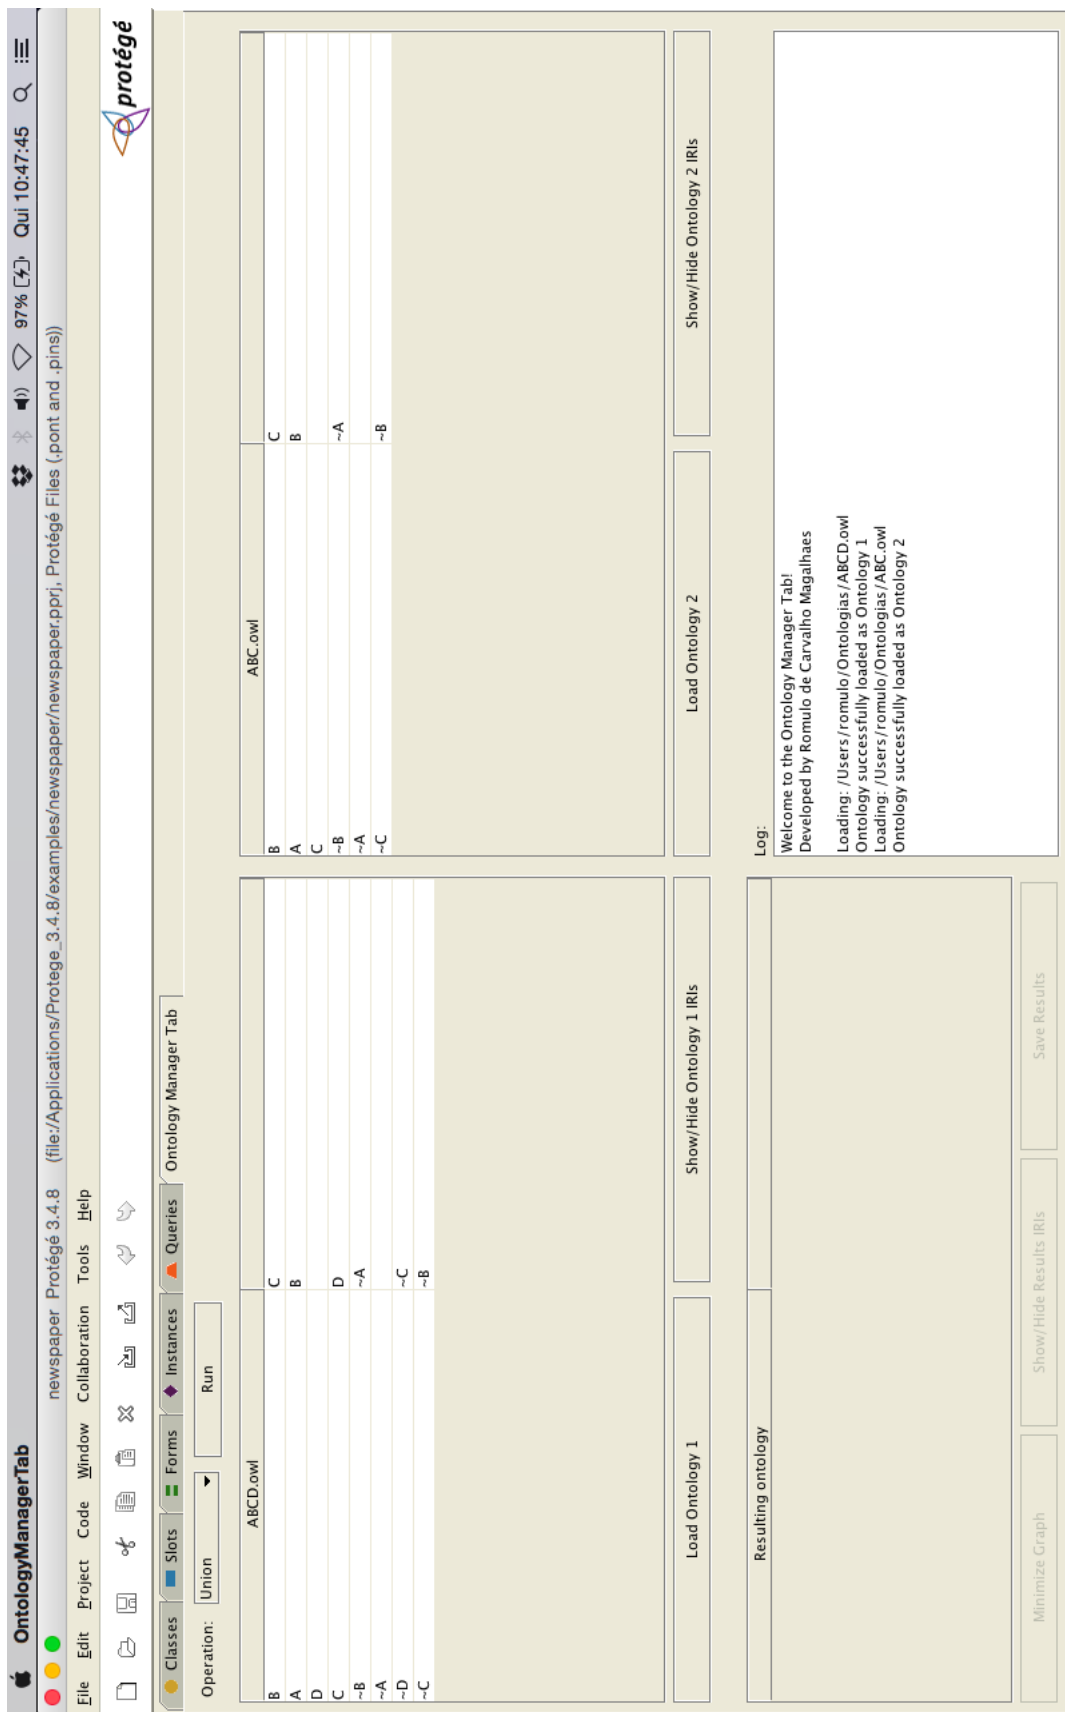 OntologyManagerTab 97% Qui 10:47:45
newspaper Protégé 3.4.8 (file:/Applications/Protege_3.4.8/examples/newspaper/newspaper.pprj, Protégé Files (.pont and .pins))
File Edit Project Code Window Collaboration Tools Help
protégé
Classes Slots Forms Instances Queries Ontology Manager Tab
Operation: Union Run
ABCD.owl
B C
A B
D
C D
~B ~A
~A
~D ~C
~C ~B
Load Ontology 1 Show/Hide Ontology 1 IRIs
ABC.owl
B C
A B
C
~B ~A
~A
~C ~B
Load Ontology 2 Show/Hide Ontology 2 IRIs
Resulting ontology
Minimize Graph Show/Hide Results IRIs Save Results
Log:
Welcome to the Ontology Manager Tab!
Developed by Romulo de Carvalho Magalhaes
Loading: /Users/romulo/Ontologias/ABCD.owl
Ontology successfully loaded as Ontology 1
Loading: /Users/romulo/Ontologias/ABC.owl
Ontology successfully loaded as Ontology 2